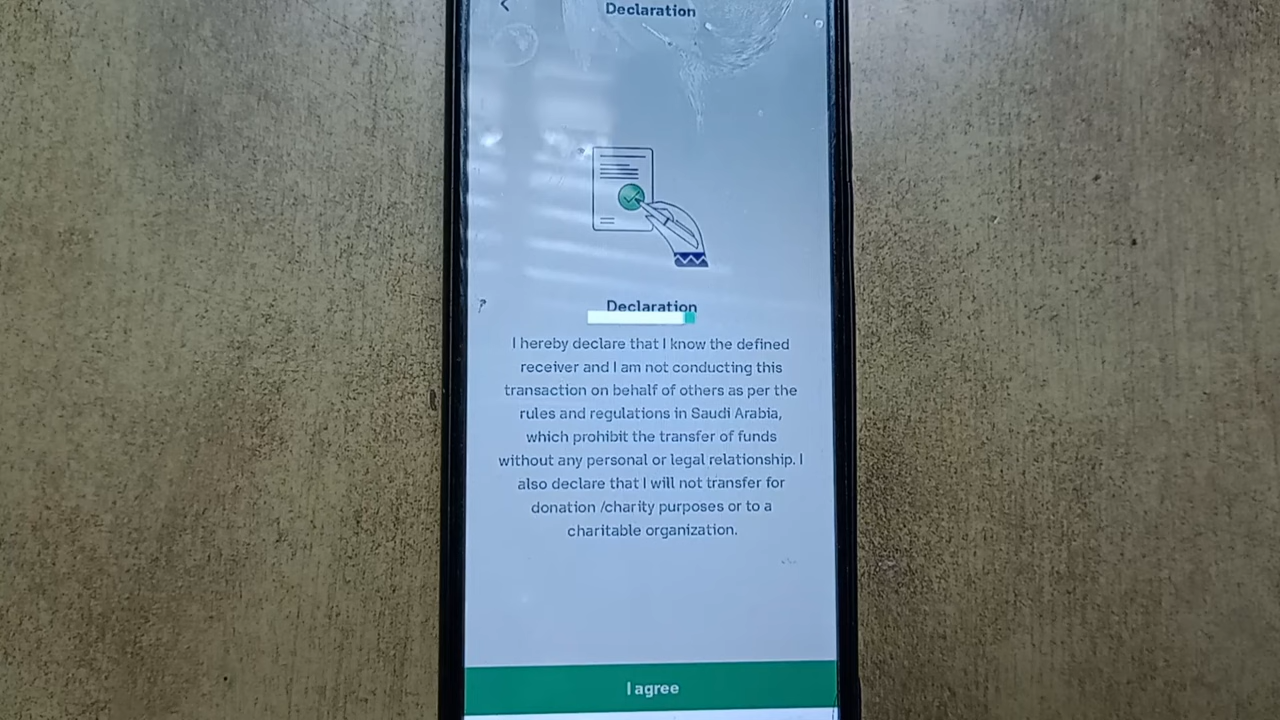 Declaration
Declaration
I hereby declare that I know the defined
receiver and I am not conducting this
transaction on behalf of others as per the
rules and regulations in Saudi Arabia,
which prohibit the transfer of funds
without any personal or legal relationship. I
also declare that I will not transfer for
donation /charity purposes or to a
charitable organization.
I agree